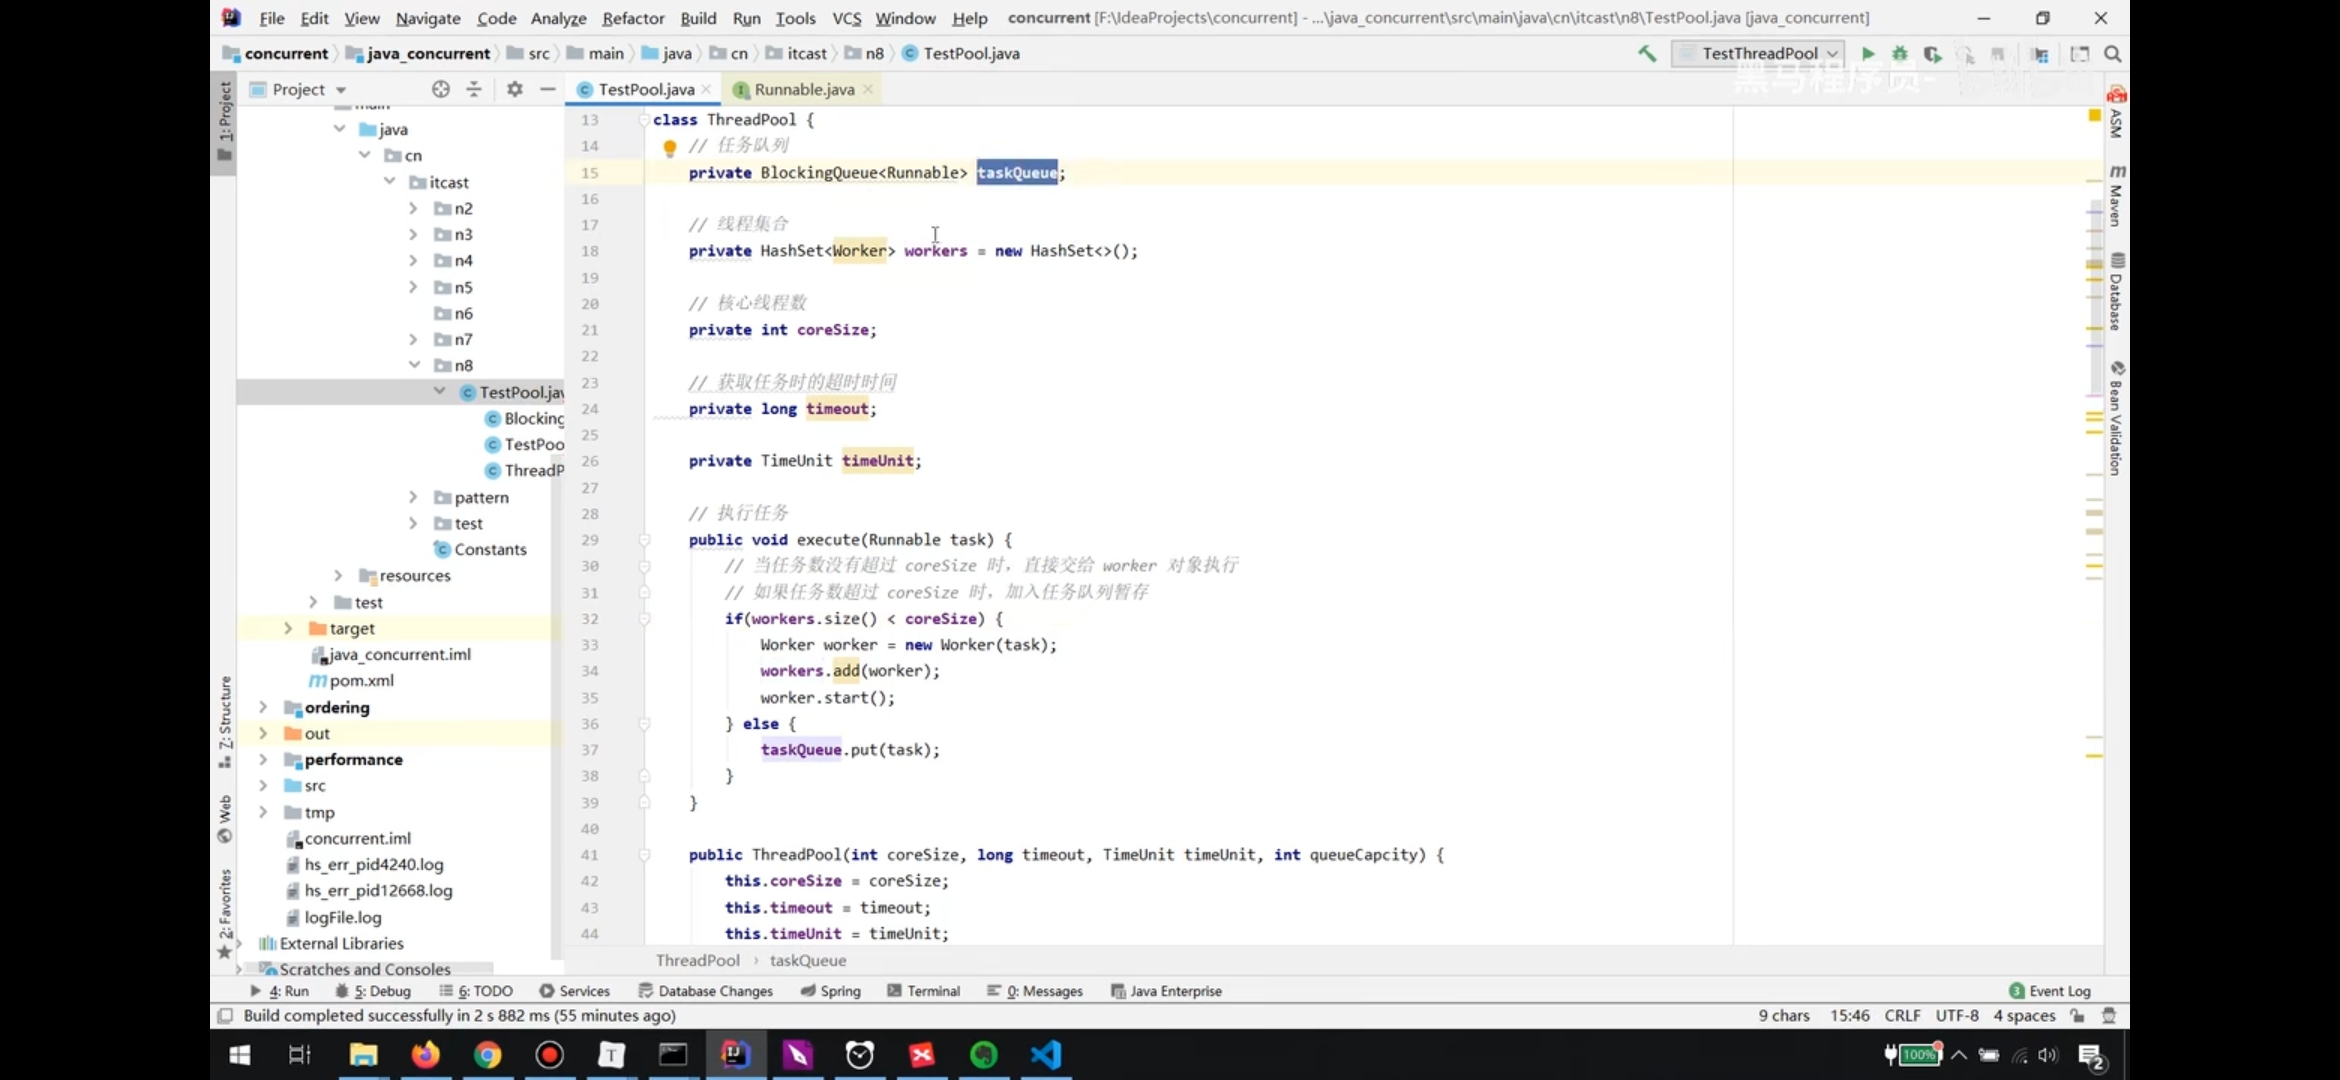 File Edit View Navigate Code Analyze Refactor Build Run Tools VCS Window Help concurrent [F:\IdeaProjects\concurrent] - ...\java_concurrent\src\main\java\cn\itcast\n8\TestPool.java [java_concurrent]
concurrent java_concurrent src main java cn itcast n8 TestPool.java TestThreadPool
黑马程序员-
1: Project
Project
TestPool.java Runnable.java
main
java
cn
itcast
n2
n3
n4
n5
n6
n7
n8
TestPool.jav
Blocking
TestPoo
ThreadP
pattern
test
Constants
resources
test
target
java_concurrent.iml
pom.xml
ordering
out
performance
src
tmp
concurrent.iml
hs_err_pid4240.log
hs_err_pid12668.log
logFile.log
External Libraries
Scratches and Consoles
13 class ThreadPool {
14 // 任务队列
15 private BlockingQueue<Runnable> taskQueue;
16
17 // 线程集合
18 private HashSet<Worker> workers = new HashSet<>();
19
20 // 核心线程数
21 private int coreSize;
22
23 // 获取任务时的超时时间
24 private long timeout;
25
26 private TimeUnit timeUnit;
27
28 // 执行任务
29 public void execute(Runnable task) {
30 // 当任务数没有超过 coreSize 时，直接交给 worker 对象执行
31 // 如果任务数超过 coreSize 时，加入任务队列暂存
32 if(workers.size() < coreSize) {
33 Worker worker = new Worker(task);
34 workers.add(worker);
35 worker.start();
36 } else {
37 taskQueue.put(task);
38 }
39 }
40
41 public ThreadPool(int coreSize, long timeout, TimeUnit timeUnit, int queueCapcity) {
42 this.coreSize = coreSize;
43 this.timeout = timeout;
44 this.timeUnit = timeUnit;
ThreadPool › taskQueue
ASM
Maven
Database
Bean Validation
Z: Structure
Web
2: Favorites
4: Run 5: Debug 6: TODO Services Database Changes Spring Terminal 0: Messages Java Enterprise 3 Event Log
Build completed successfully in 2 s 882 ms (55 minutes ago) 9 chars 15:46 CRLF UTF-8 4 spaces
100% 2